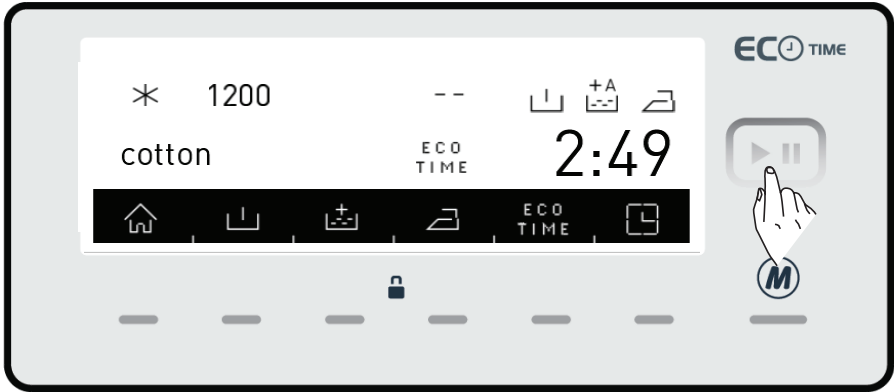 ECO TIME
1200 -- +A
cotton ECO TIME 2:49
ECO TIME
M